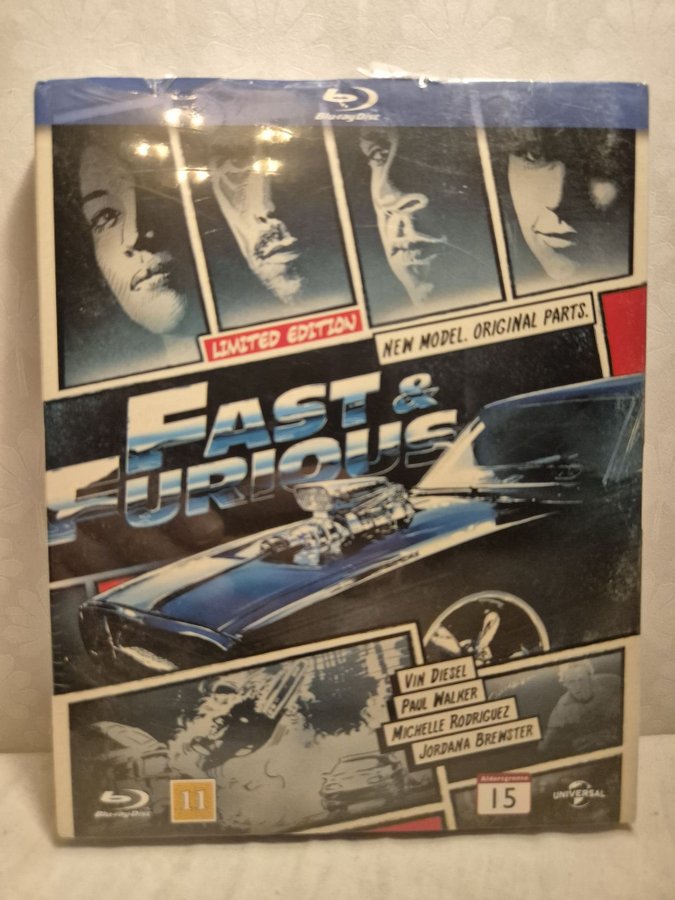 Blu-ray Disc
LIMITED EDITION
NEW MODEL. ORIGINAL PARTS.
FAST &
FURIOUS
VIN DIESEL
PAUL WALKER
MICHELLE RODRIGUEZ
JORDANA BREWSTER
Blu-ray Disc
11
Aldersgrense
15
UNIVERSAL